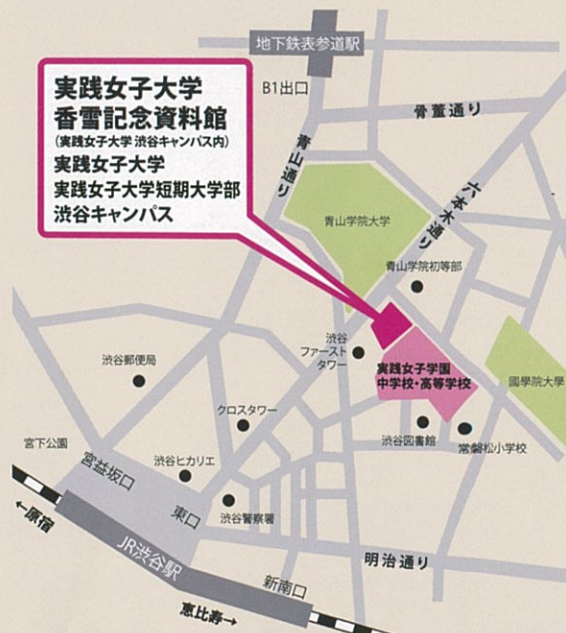 地下鉄表参道駅
B1出口
実践女子大学
香雪記念資料館
(実践女子大学 渋谷キャンパス内)
実践女子大学
実践女子大学短期大学部
渋谷キャンパス
骨董通り
青山通り
六本木通り
青山学院大学
青山学院初等部
渋谷
ファースト
タワー
実践女子学園
中学校・高等学校
國學院大學
渋谷郵便局
クロスタワー
渋谷図書館
常磐松小学校
宮下公園
宮益坂口
渋谷ヒカリエ
東口
渋谷警察署
←原宿
JR渋谷駅
明治通り
新南口
恵比寿→